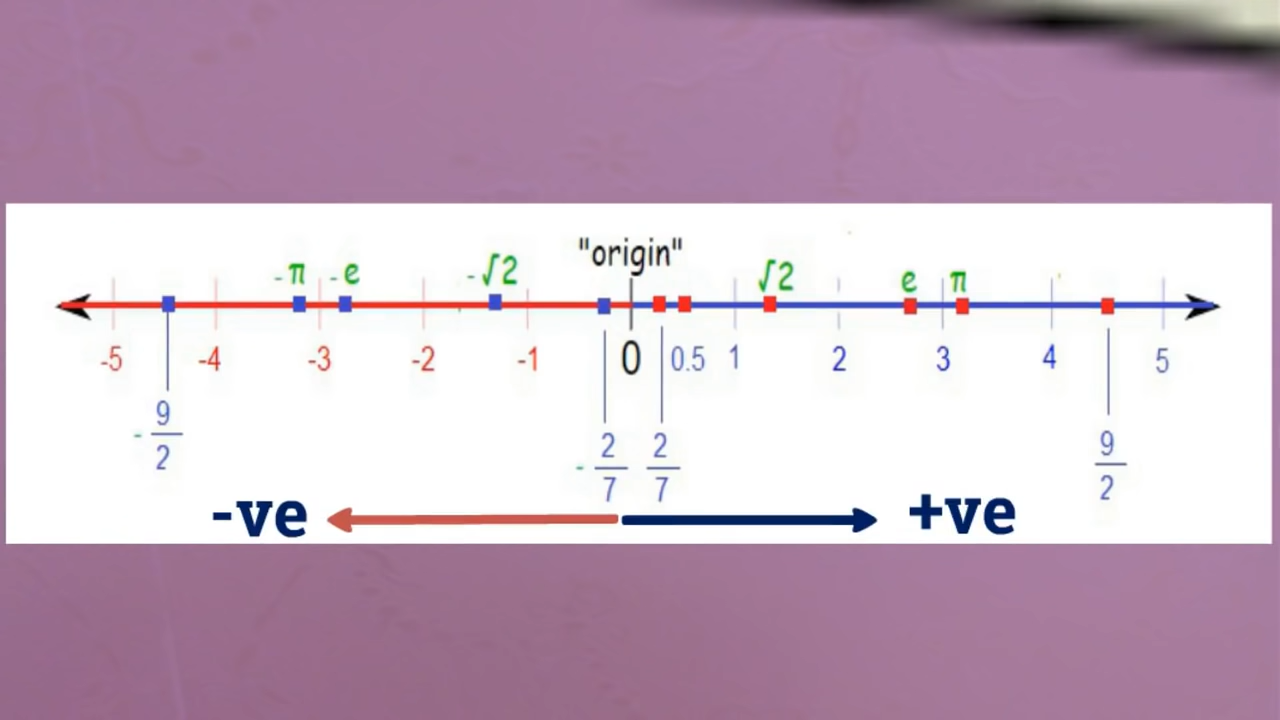 "origin"
-π -e -√2 √2 e π
-5 -4 -3 -2 -1 0 0.5 1 2 3 4 5
- 9/2 - 2/7 2/7 9/2
-ve +ve